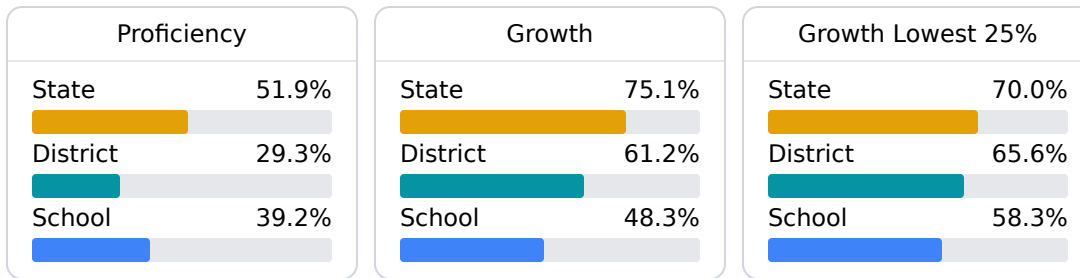 Proficiency
State 51.9%
District 29.3%
School 39.2%
Growth
State 75.1%
District 61.2%
School 48.3%
Growth Lowest 25%
State 70.0%
District 65.6%
School 58.3%